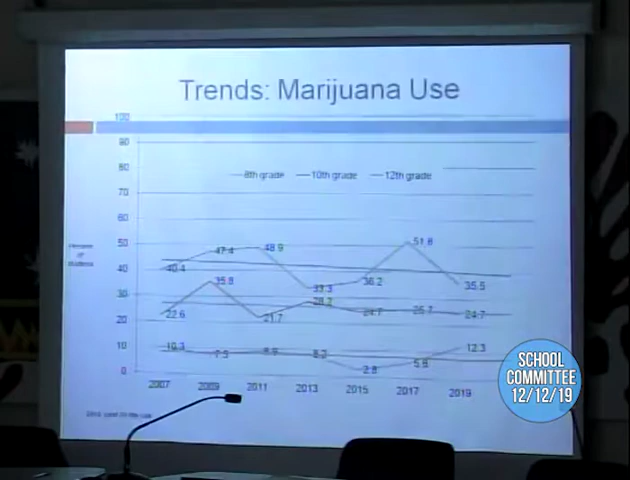 Trends: Marijuana Use
100
90
80
70
60
50
40
30
20
10
0
8th grade 10th grade 12th grade
40.4 47.4 48.9 33.3 36.2 51.8 35.5
22.6 35.8 21.7 28.2 24.7 25.7 24.7
10.3 7.5 8.9 8.2 2.8 5.8 12.3
2007 2009 2011 2013 2015 2017 2019
SCHOOL
COMMITTEE
12/12/19